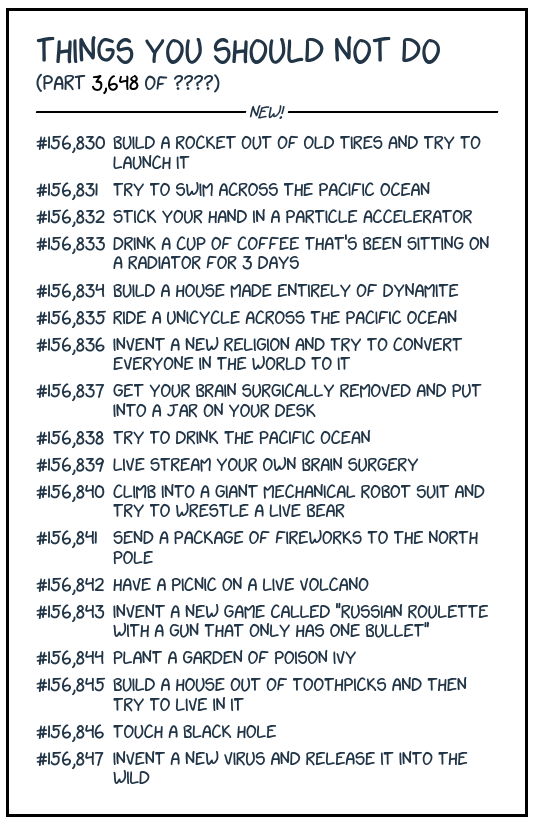 THINGS YOU SHOULD NOT DO
(PART 3,648 OF ????)
NEW!
#156,830 BUILD A ROCKET OUT OF OLD TIRES AND TRY TO
LAUNCH IT
#156,831 TRY TO SWIM ACROSS THE PACIFIC OCEAN
#156,832 STICK YOUR HAND IN A PARTICLE ACCELERATOR
#156,833 DRINK A CUP OF COFFEE THAT'S BEEN SITTING ON
A RADIATOR FOR 3 DAYS
#156,834 BUILD A HOUSE MADE ENTIRELY OF DYNAMITE
#156,835 RIDE A UNICYCLE ACROSS THE PACIFIC OCEAN
#156,836 INVENT A NEW RELIGION AND TRY TO CONVERT
EVERYONE IN THE WORLD TO IT
#156,837 GET YOUR BRAIN SURGICALLY REMOVED AND PUT
INTO A JAR ON YOUR DESK
#156,838 TRY TO DRINK THE PACIFIC OCEAN
#156,839 LIVE STREAM YOUR OWN BRAIN SURGERY
#156,840 CLIMB INTO A GIANT MECHANICAL ROBOT SUIT AND
TRY TO WRESTLE A LIVE BEAR
#156,841 SEND A PACKAGE OF FIREWORKS TO THE NORTH
POLE
#156,842 HAVE A PICNIC ON A LIVE VOLCANO
#156,843 INVENT A NEW GAME CALLED "RUSSIAN ROULETTE
WITH A GUN THAT ONLY HAS ONE BULLET"
#156,844 PLANT A GARDEN OF POISON IVY
#156,845 BUILD A HOUSE OUT OF TOOTHPICKS AND THEN
TRY TO LIVE IN IT
#156,846 TOUCH A BLACK HOLE
#156,847 INVENT A NEW VIRUS AND RELEASE IT INTO THE
WILD